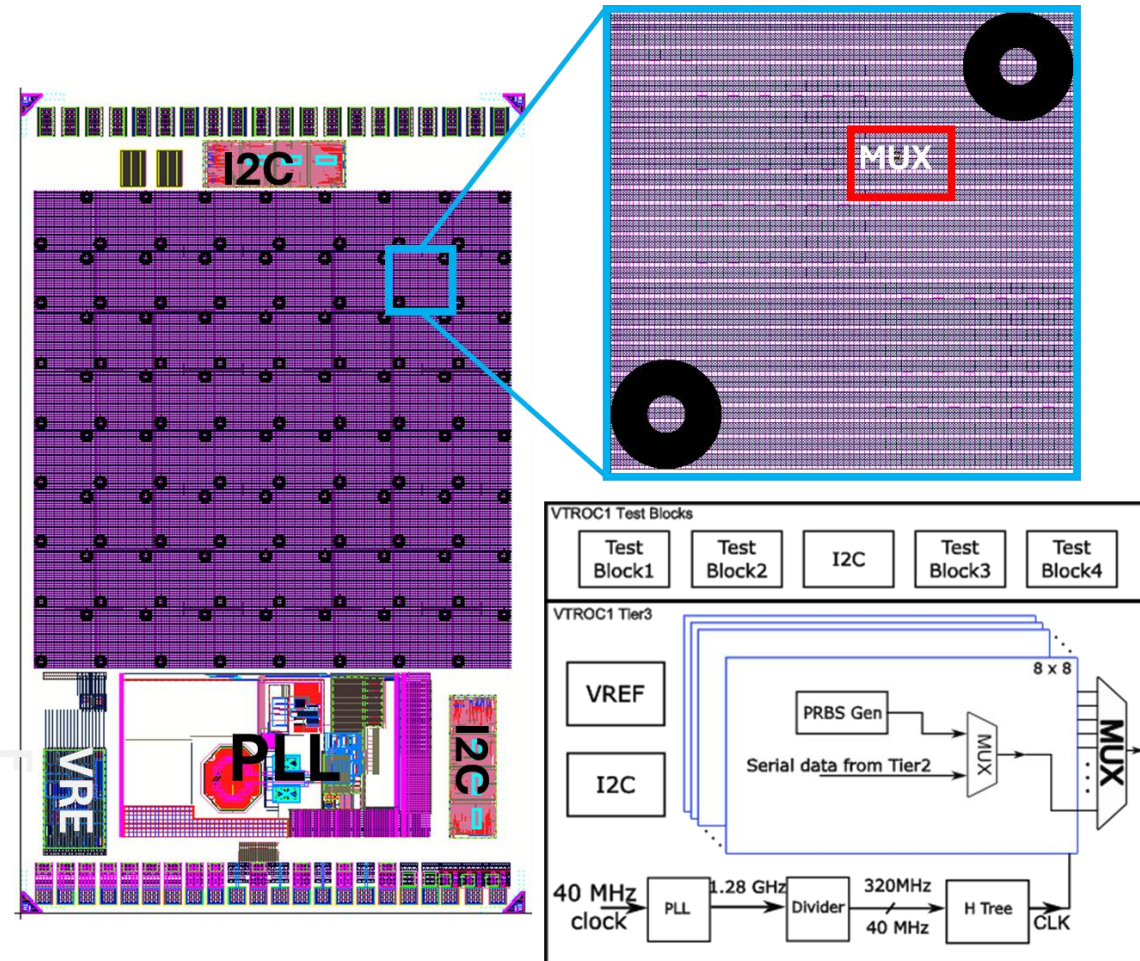 I2C
MUX
PLL
I2C
VRE
F
VTROC1 Test Blocks
Test
Block1
Test
Block2
I2C
Test
Block3
Test
Block4
VTROC1 Tier3
8 x 8
VREF
PRBS Gen
MUX
MUX
Serial data from Tier2
I2C
40 MHz
clock
PLL
1.28 GHz
Divider
320MHz
40 MHz
H Tree
CLK